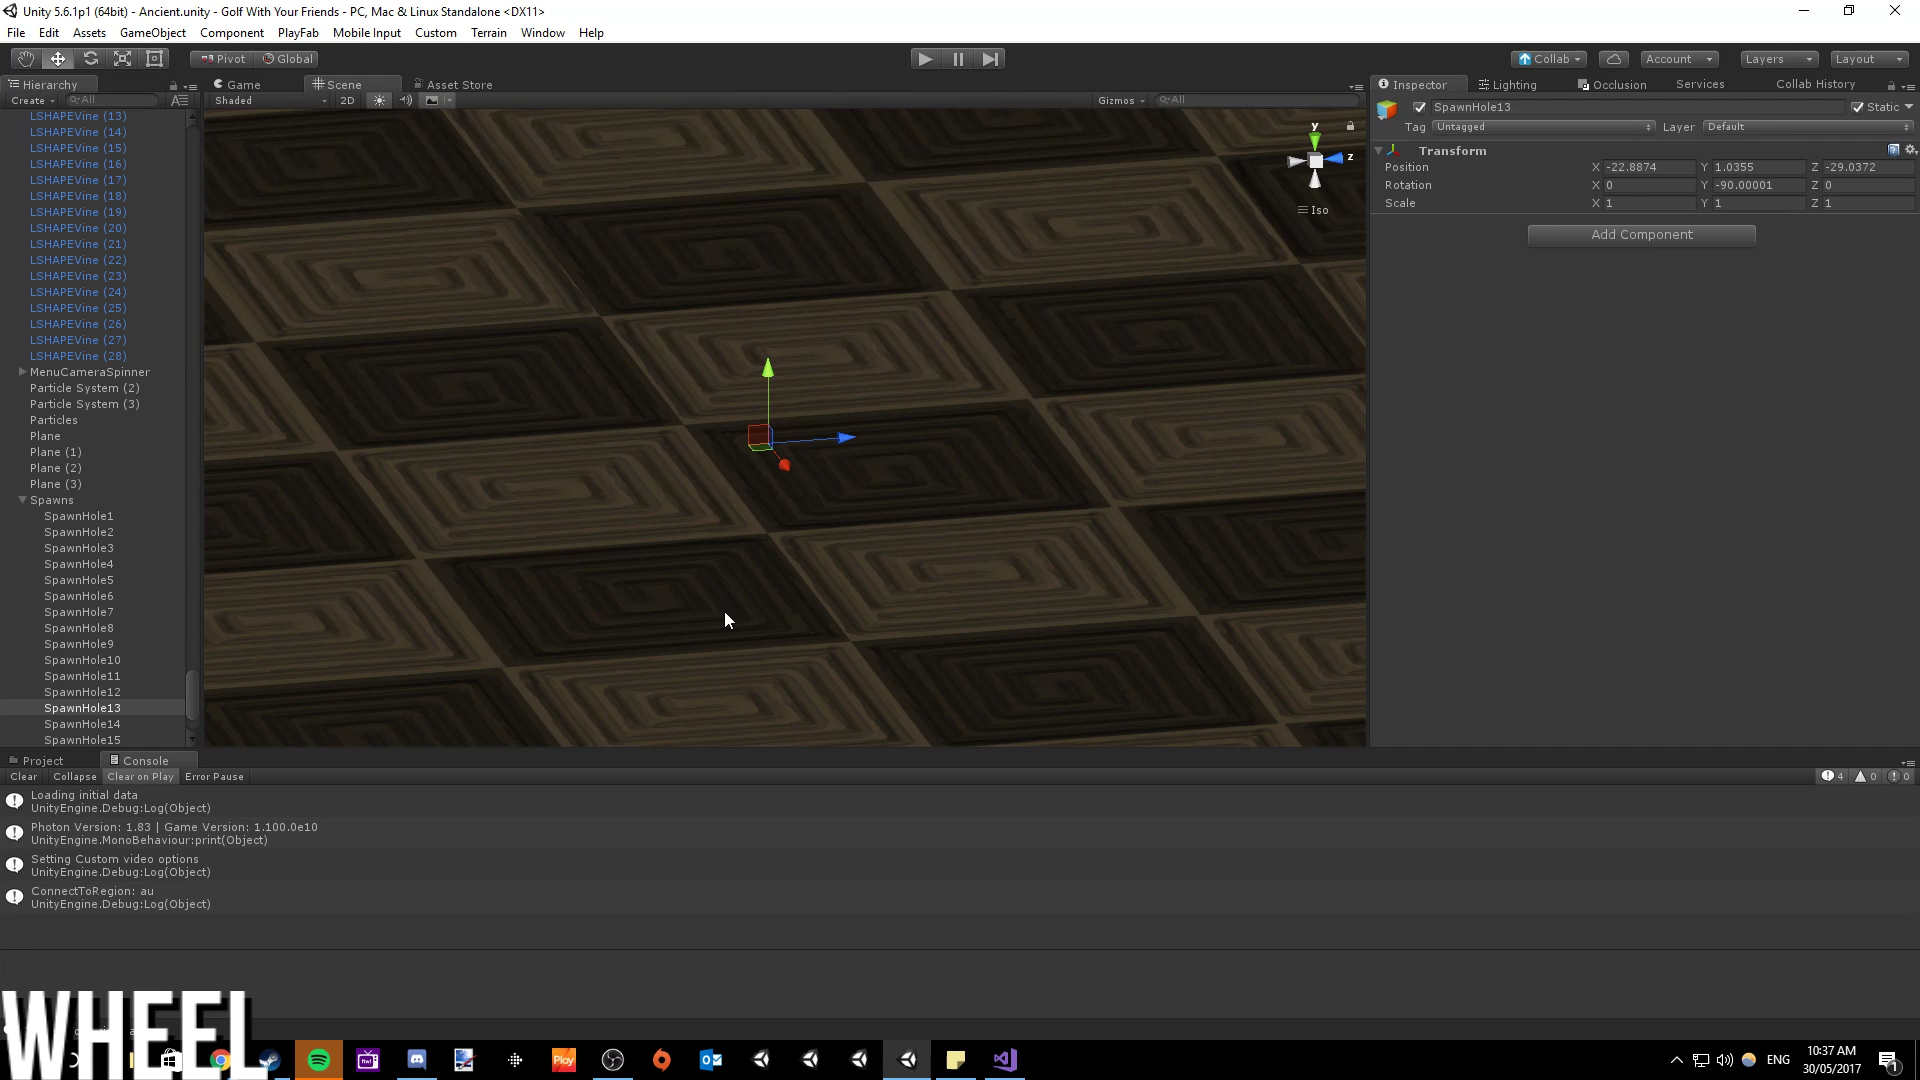 Unity 5.6.1p1 (64bit) - Ancient.unity - Golf With Your Friends - PC, Mac & Linux Standalone <DX11>
File Edit Assets GameObject Component PlayFab Mobile Input Custom Terrain Window Help
Pivot Global Collab Account Layers Layout
Hierarchy Game Scene Asset Store Inspector Lighting Occlusion Services Collab History
Create All Shaded 2D Gizmos All
SpawnHole13 Static
Tag Untagged Layer Default
Transform
Position X -22.8874 Y 1.0355 Z -29.0372
Rotation X 0 Y -90.00001 Z 0
Scale X 1 Y 1 Z 1
Add Component
y
z
Iso
LSHAPEVine (13)
LSHAPEVine (14)
LSHAPEVine (15)
LSHAPEVine (16)
LSHAPEVine (17)
LSHAPEVine (18)
LSHAPEVine (19)
LSHAPEVine (20)
LSHAPEVine (21)
LSHAPEVine (22)
LSHAPEVine (23)
LSHAPEVine (24)
LSHAPEVine (25)
LSHAPEVine (26)
LSHAPEVine (27)
LSHAPEVine (28)
MenuCameraSpinner
Particle System (2)
Particle System (3)
Particles
Plane
Plane (1)
Plane (2)
Plane (3)
Spawns
SpawnHole1
SpawnHole2
SpawnHole3
SpawnHole4
SpawnHole5
SpawnHole6
SpawnHole7
SpawnHole8
SpawnHole9
SpawnHole10
SpawnHole11
SpawnHole12
SpawnHole13
SpawnHole14
SpawnHole15
Project Console
Clear Collapse Clear on Play Error Pause 4 0 0
Loading initial data
UnityEngine.Debug:Log(Object)
Photon Version: 1.83 | Game Version: 1.100.0e10
UnityEngine.MonoBehaviour:print(Object)
Setting Custom video options
UnityEngine.Debug:Log(Object)
ConnectToRegion: au
UnityEngine.Debug:Log(Object)
WHEEL
Play
ENG
10:37 AM
30/05/2017
1